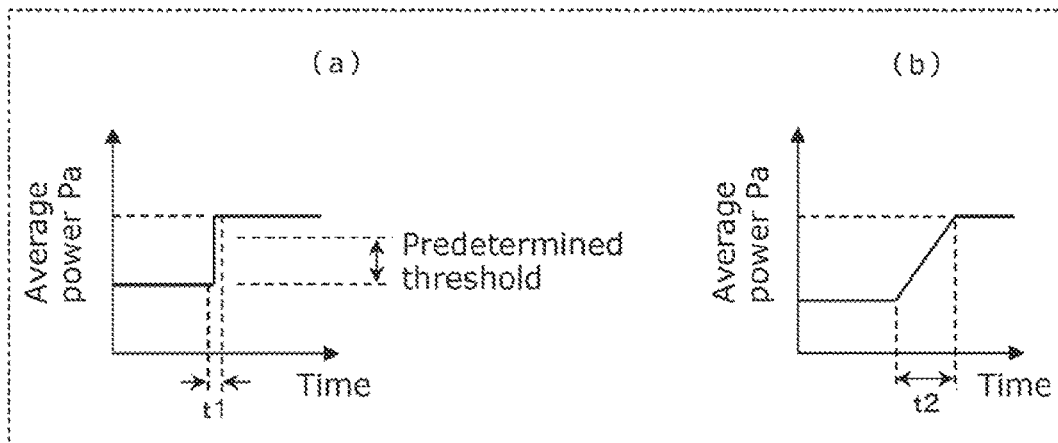 (a)
Average
power Pa
Predetermined
threshold
Time
t1
(b)
Average
power Pa
Time
t2